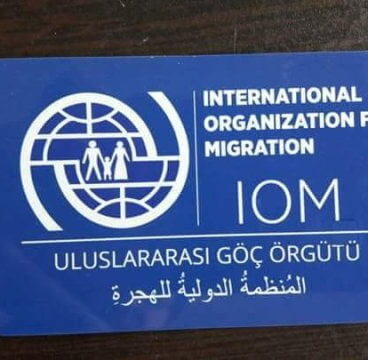 INTERNATIONAL
ORGANIZATION F
MIGRATION
IOM
ULUSLARARASI GÖÇ ÖRGÜTÜ
المُنظمةُ الدوليةُ للهجرةِ